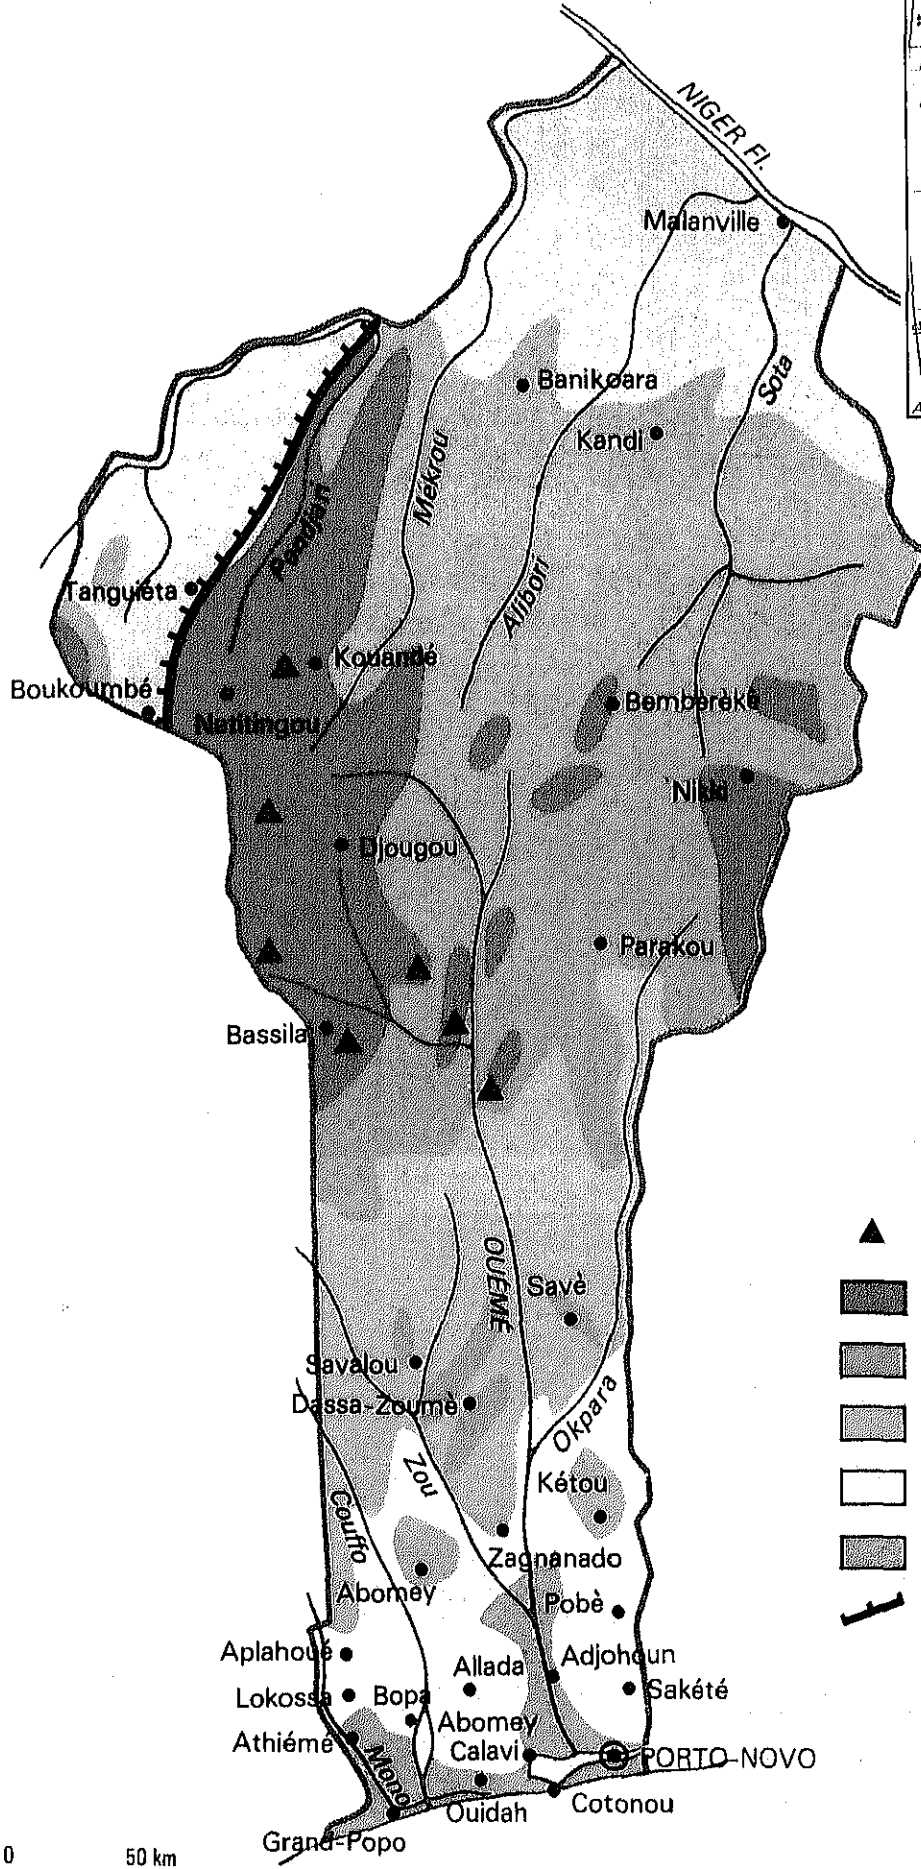 NIGER Fl.
Malanville
Banikoara
Sota
Kandi
Mékrou
Pendjari
Alibori
Tanguiéta
Kouandé
Boukoumbé
Natitingou
Bembèrèkè
Nikki
Djougou
Parakou
Bassila
OUÉMÉ
Savè
Savalou
Dassa-Zoumè
Okpara
Zou
Kétou
Couffo
Zagnanado
Abomey
Pobè
Aplahoué
Allada
Adjohoun
Lokossa
Bopa
Sakété
Athiémé
Abomey
Calavi
PORTO-NOVO
Mono
Ouidah
Cotonou
Grand-Popo
0 50 km